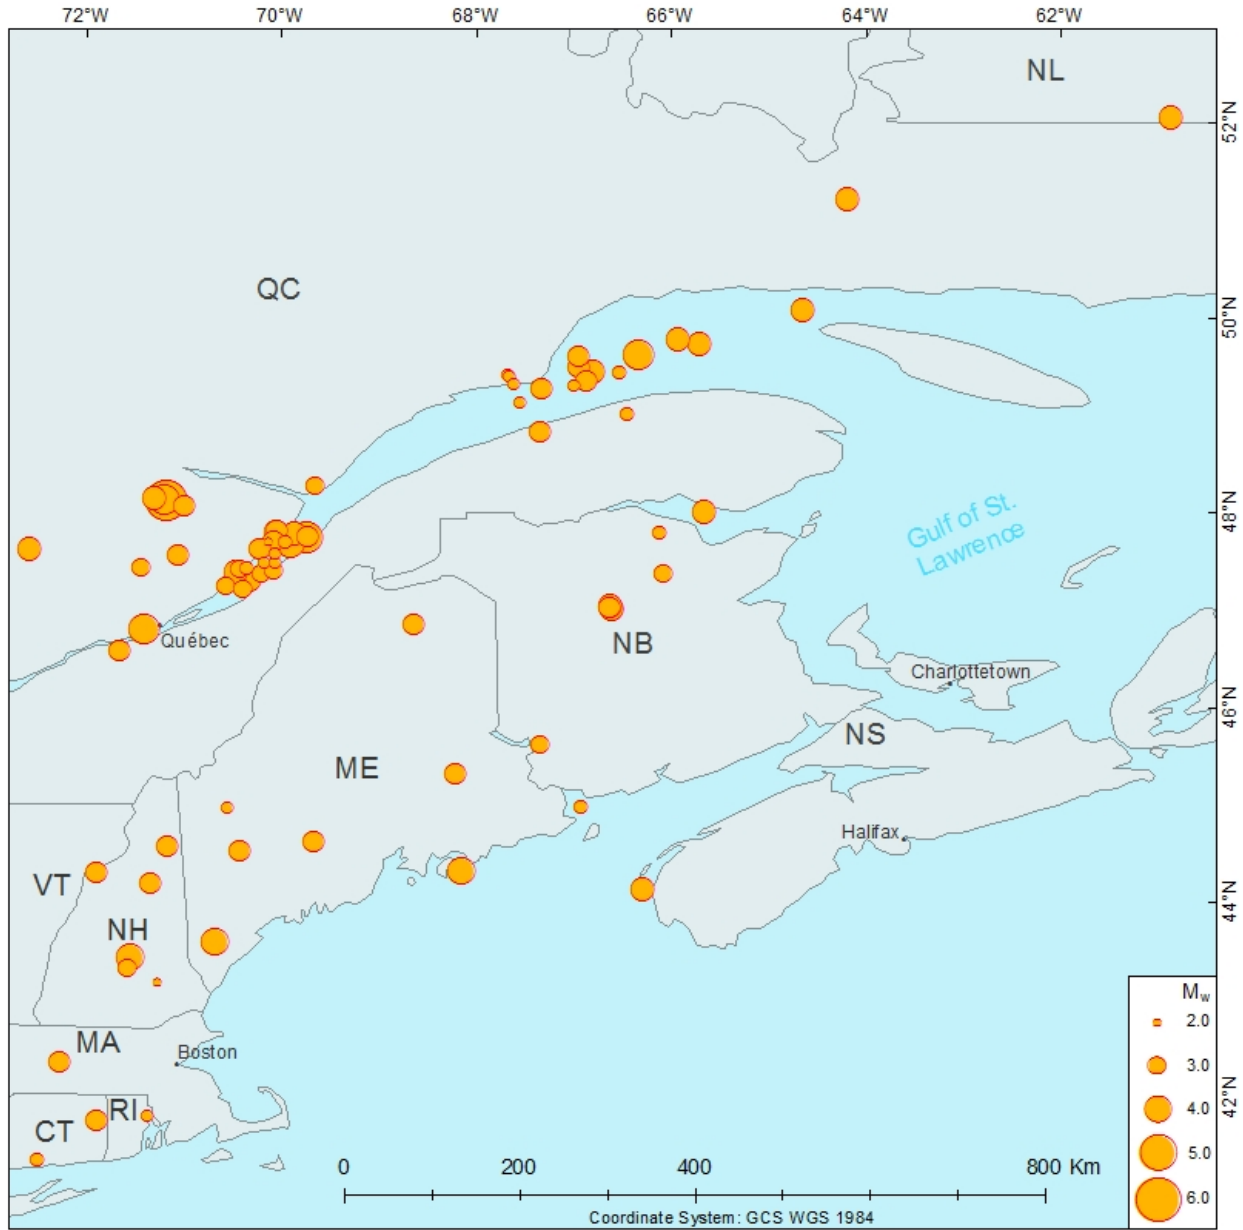 72°W 70°W 68°W 66°W 64°W 62°W
NL
52°N
QC
50°N
48°N
Gulf of St.
Lawrence
Québec
NB
Charlottetown
46°N
NS
ME
Halifax
VT
44°N
NH
Mw
2.0
MA
Boston
3.0
42°N
RI
4.0
CT
5.0
0 200 400 800 Km
6.0
Coordinate System: GCS WGS 1984